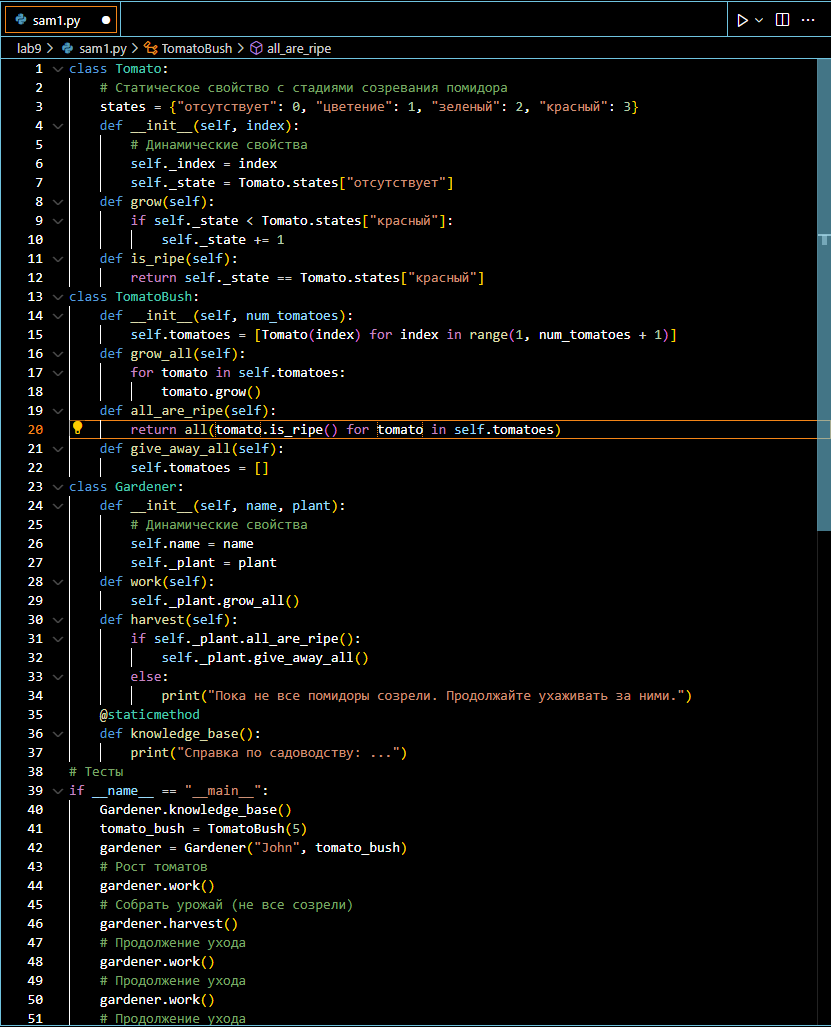 sam1.py
lab9 > sam1.py > TomatoBush > all_are_ripe
1 class Tomato:
2     # Статическое свойство с стадиями созревания помидора
3     states = {"отсутствует": 0, "цветение": 1, "зеленый": 2, "красный": 3}
4     def __init__(self, index):
5         # Динамические свойства
6         self._index = index
7         self._state = Tomato.states["отсутствует"]
8     def grow(self):
9         if self._state < Tomato.states["красный"]:
10             self._state += 1
11     def is_ripe(self):
12         return self._state == Tomato.states["красный"]
13 class TomatoBush:
14     def __init__(self, num_tomatoes):
15         self.tomatoes = [Tomato(index) for index in range(1, num_tomatoes + 1)]
16     def grow_all(self):
17         for tomato in self.tomatoes:
18             tomato.grow()
19     def all_are_ripe(self):
20         return all(tomato.is_ripe() for tomato in self.tomatoes)
21     def give_away_all(self):
22         self.tomatoes = []
23 class Gardener:
24     def __init__(self, name, plant):
25         # Динамические свойства
26         self.name = name
27         self._plant = plant
28     def work(self):
29         self._plant.grow_all()
30     def harvest(self):
31         if self._plant.all_are_ripe():
32             self._plant.give_away_all()
33         else:
34             print("Пока не все помидоры созрели. Продолжайте ухаживать за ними.")
35     @staticmethod
36     def knowledge_base():
37         print("Справка по садоводству: ...")
38 # Тесты
39 if __name__ == "__main__":
40     Gardener.knowledge_base()
41     tomato_bush = TomatoBush(5)
42     gardener = Gardener("John", tomato_bush)
43     # Рост томатов
44     gardener.work()
45     # Собрать урожай (не все созрели)
46     gardener.harvest()
47     # Продолжение ухода
48     gardener.work()
49     # Продолжение ухода
50     gardener.work()
51     # Продолжение ухода